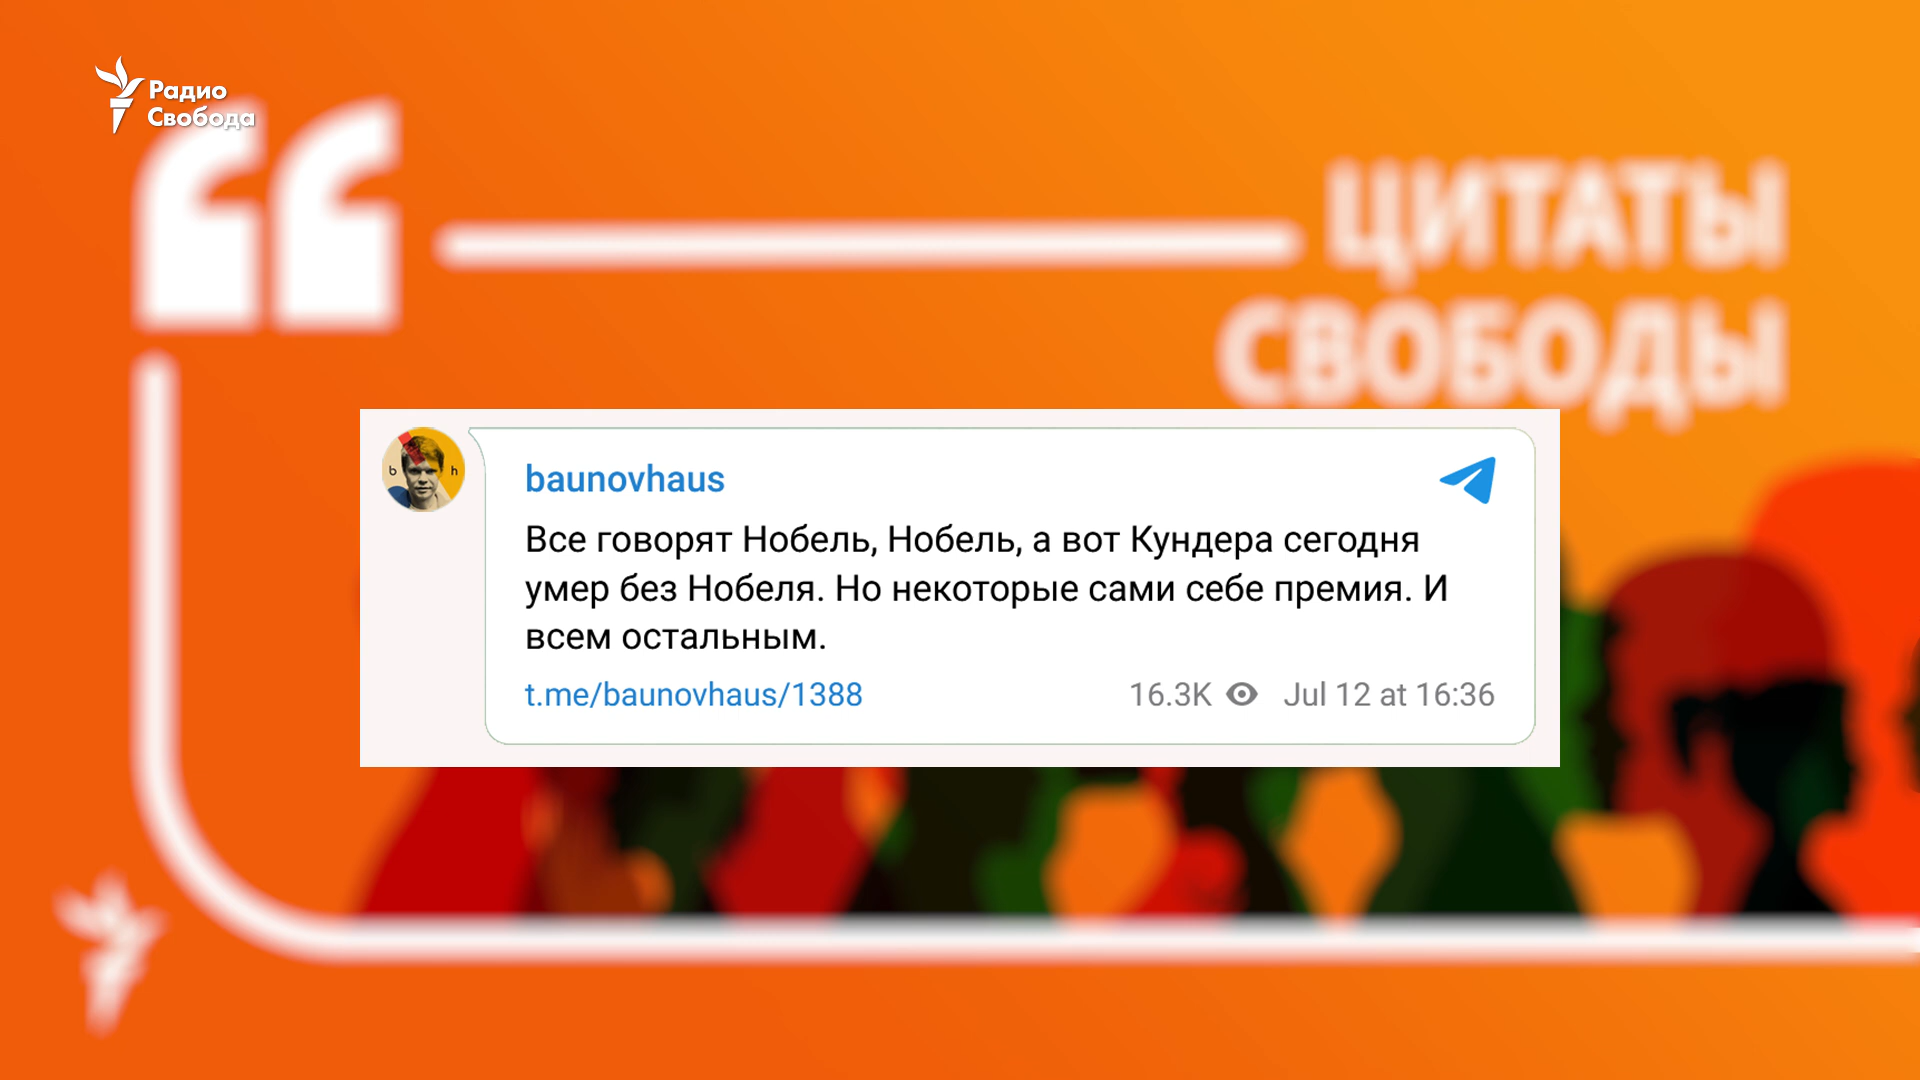 Радио
Свобода
ЦИТАТЫ
СВОБОДЫ
b h
baunovhaus
Все говорят Нобель, Нобель, а вот Кундера сегодня
умер без Нобеля. Но некоторые сами себе премия. И
всем остальным.
t.me/baunovhaus/1388 16.3K Jul 12 at 16:36